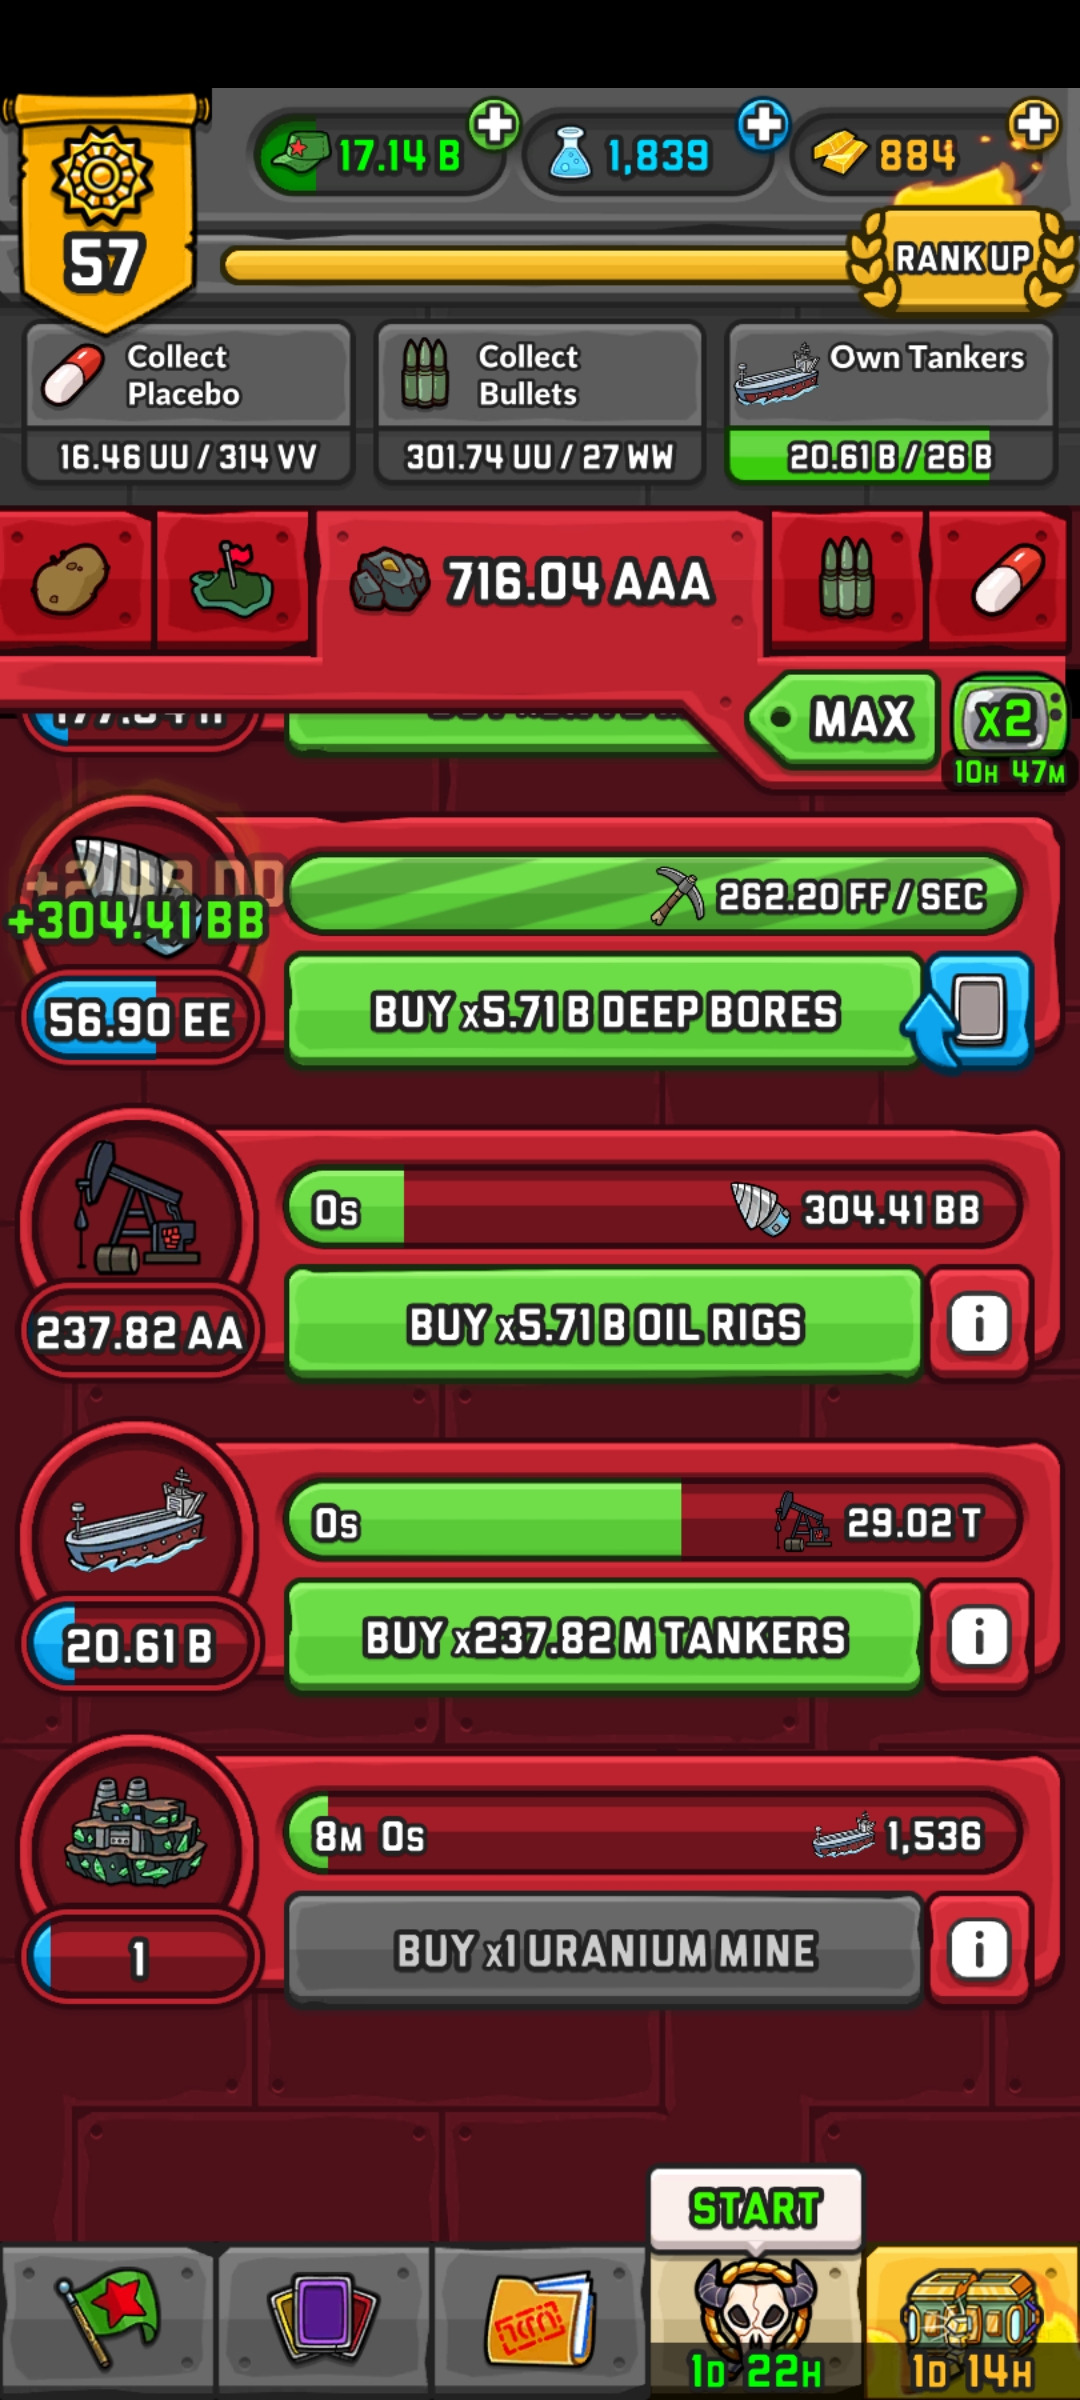 57
17.14 B
1,839
884
RANK UP
Collect
Placebo
16.46 UU / 314 VV
Collect
Bullets
301.74 UU / 27 WW
Own Tankers
20.61 B / 26 B
716.04 AAA
MAX
x2
10H 47M
+304.41 BB
262.20 FF / SEC
56.90 EE
BUY x5.71 B DEEP BORES
0s
304.41 BB
237.82 AA
BUY x5.71 B OIL RIGS
0s
29.02 T
20.61 B
BUY x237.82 M TANKERS
8M 0s
1,536
1
BUY x1 URANIUM MINE
START
1D 22H
1D 14H